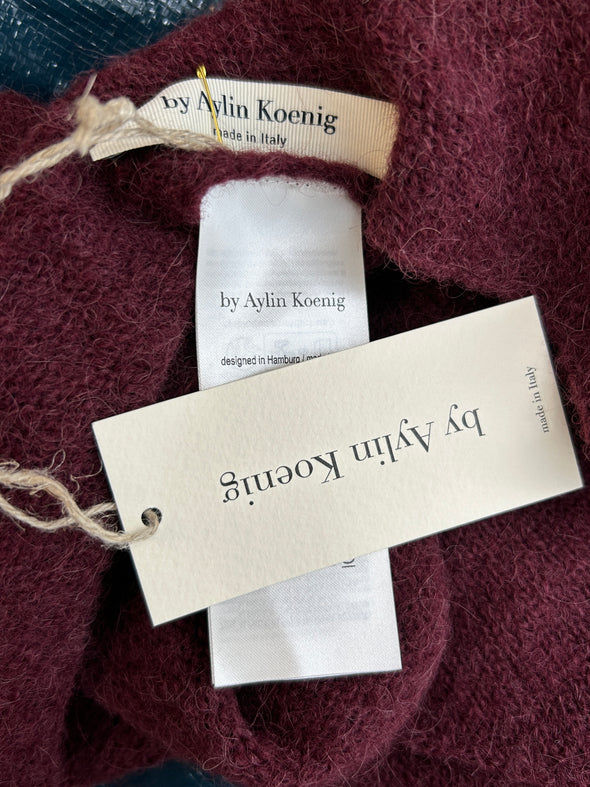 by Aylin Koenig
made in Italy
by Aylin Koenig
designed in Hamburg /
by Aylin Koenig
made in Italy